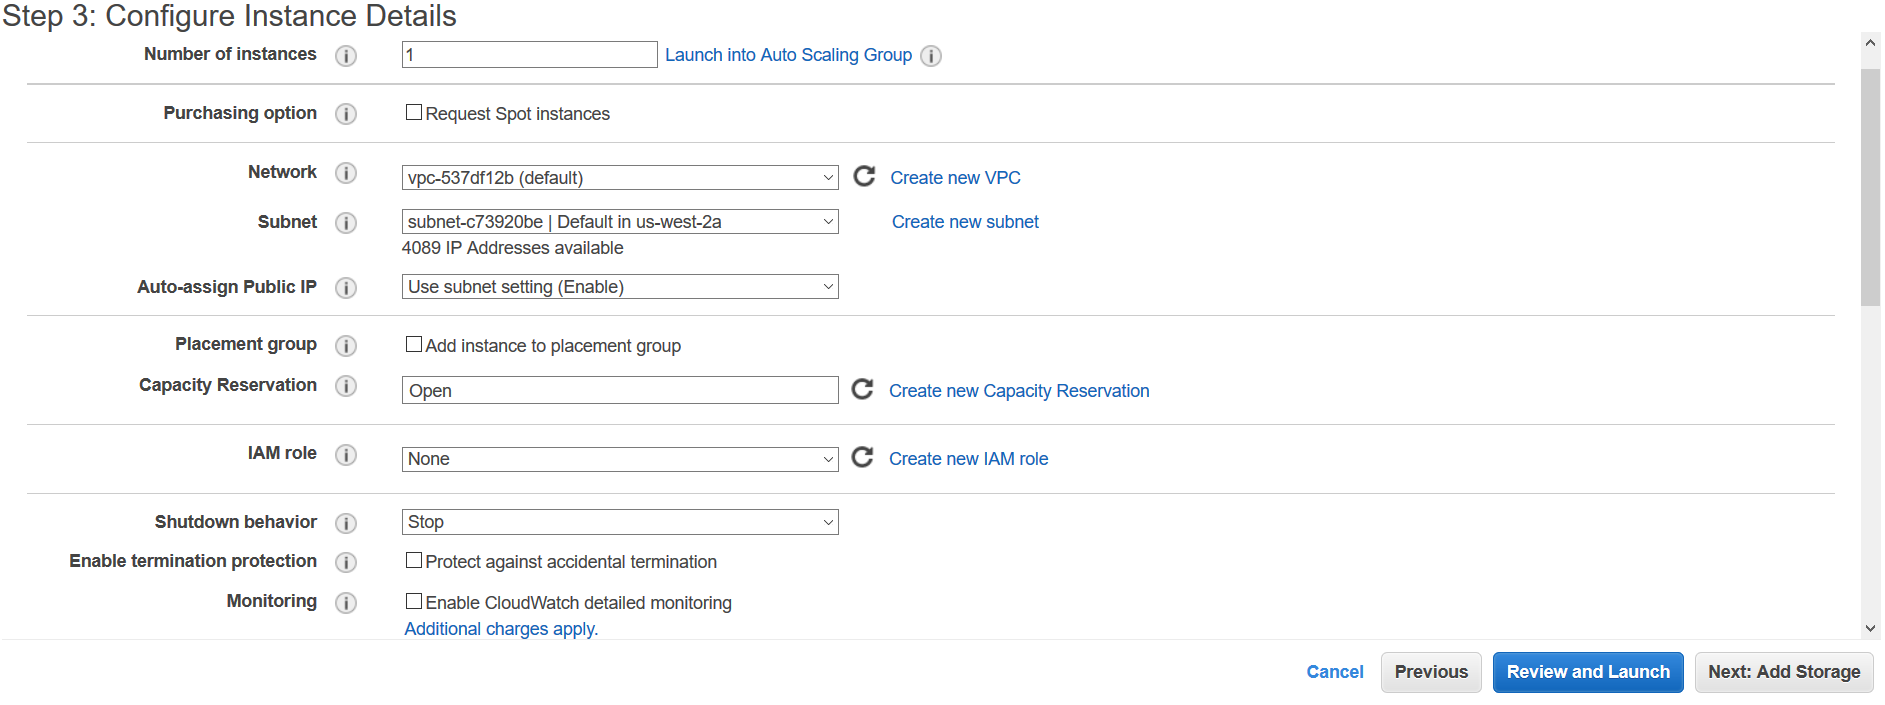 Step 3: Configure Instance Details
Number of instances 1 Launch into Auto Scaling Group
Purchasing option Request Spot instances
Network vpc-537df12b (default) Create new VPC
Subnet subnet-c73920be | Default in us-west-2a Create new subnet
4089 IP Addresses available
Auto-assign Public IP Use subnet setting (Enable)
Placement group Add instance to placement group
Capacity Reservation Open Create new Capacity Reservation
IAM role None Create new IAM role
Shutdown behavior Stop
Enable termination protection Protect against accidental termination
Monitoring Enable CloudWatch detailed monitoring
Additional charges apply.
Cancel Previous Review and Launch Next: Add Storage